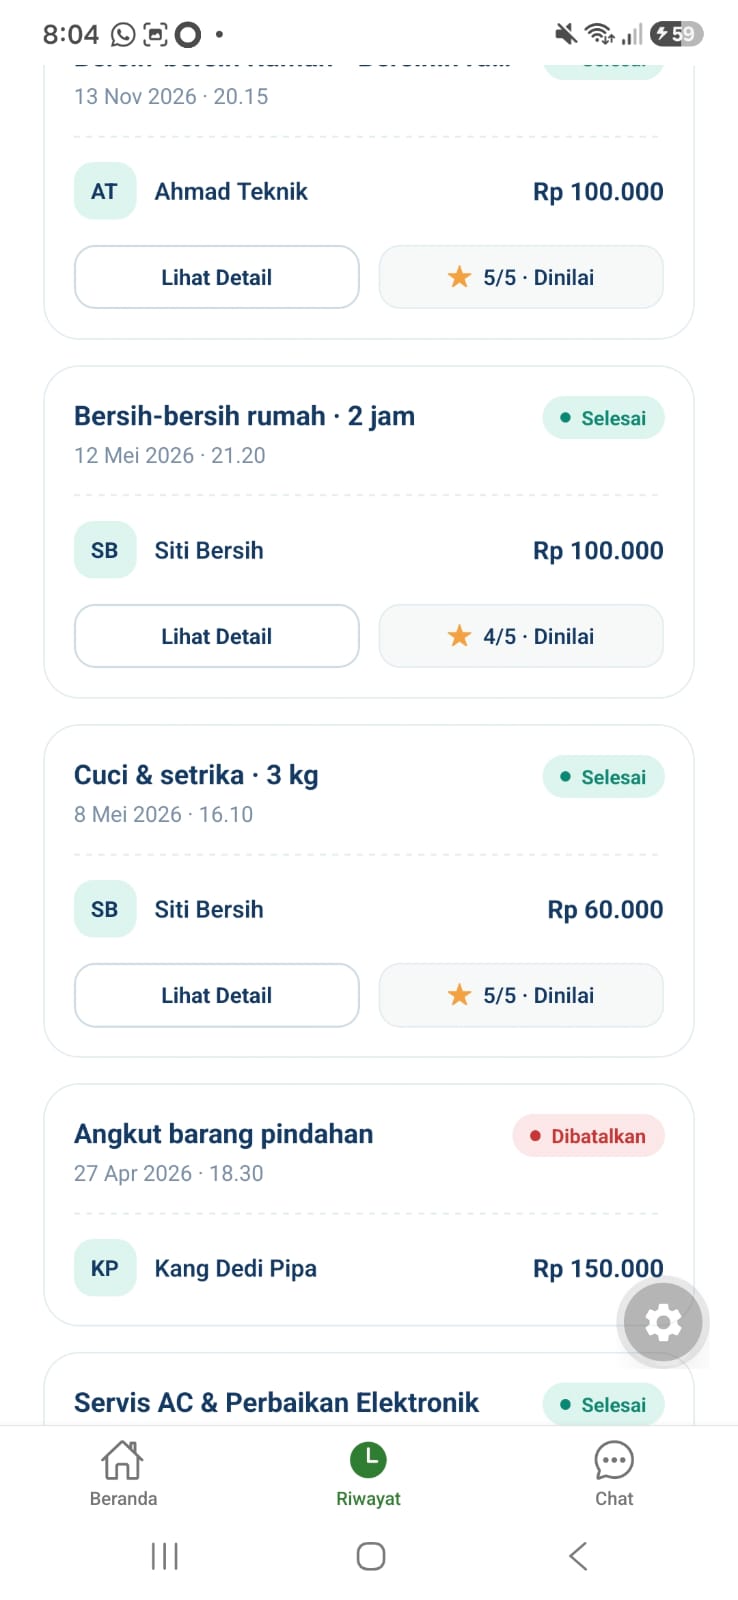 8:04
59
13 Nov 2026 · 20.15
AT Ahmad Teknik Rp 100.000
Lihat Detail 5/5 · Dinilai
Bersih-bersih rumah · 2 jam Selesai
12 Mei 2026 · 21.20
SB Siti Bersih Rp 100.000
Lihat Detail 4/5 · Dinilai
Cuci & setrika · 3 kg Selesai
8 Mei 2026 · 16.10
SB Siti Bersih Rp 60.000
Lihat Detail 5/5 · Dinilai
Angkut barang pindahan Dibatalkan
27 Apr 2026 · 18.30
KP Kang Dedi Pipa Rp 150.000
Servis AC & Perbaikan Elektronik Selesai
Beranda Riwayat Chat